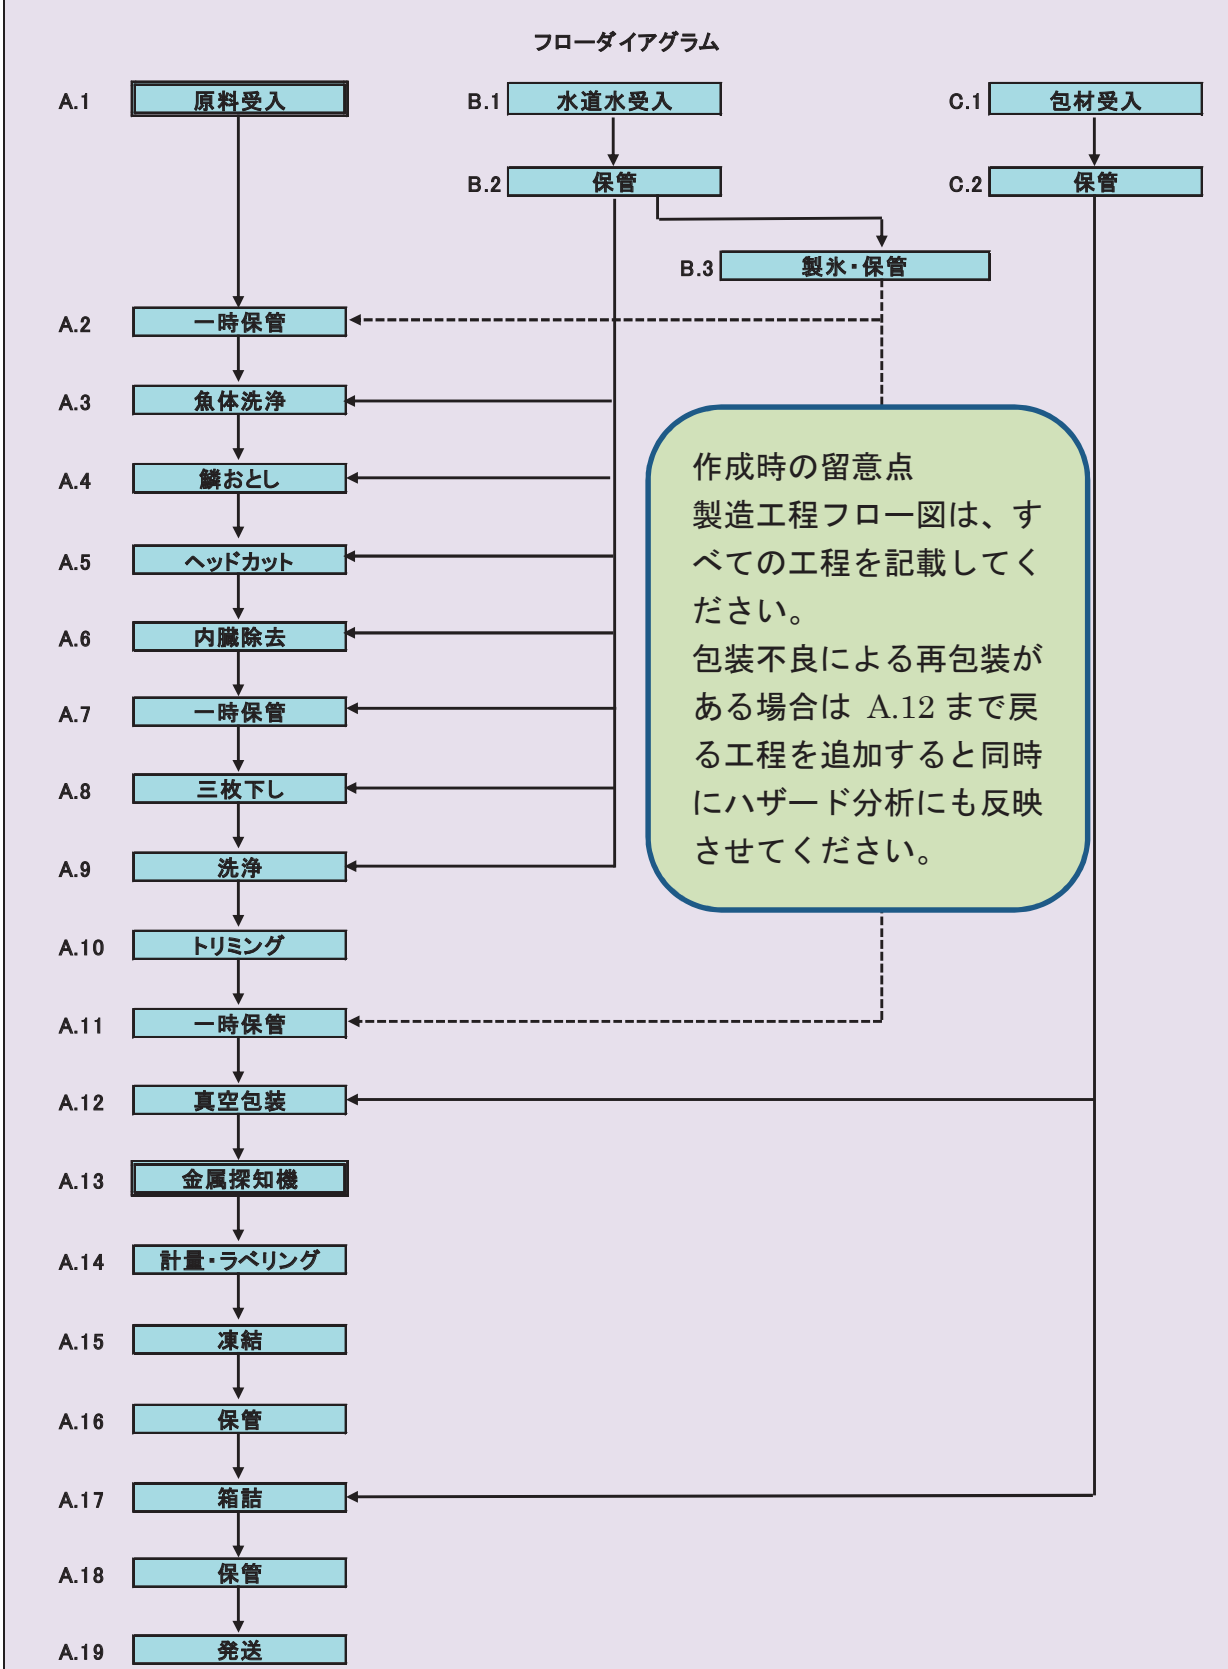 フローダイアグラム
A.1 原料受入 B.1 水道水受入 C.1 包材受入
B.2 保管 C.2 保管
B.3 製氷・保管
A.2 一時保管
A.3 魚体洗浄
A.4 鱗おとし
A.5 ヘッドカット
A.6 内臓除去
A.7 一時保管
A.8 三枚下し
A.9 洗浄
A.10 トリミング
A.11 一時保管
A.12 真空包装
A.13 金属探知機
A.14 計量・ラベリング
A.15 凍結
A.16 保管
A.17 箱詰
A.18 保管
A.19 発送
作成時の留意点
製造工程フロー図は、す
べての工程を記載してく
ださい。
包装不良による再包装が
ある場合は A.12 まで戻
る工程を追加すると同時
にハザード分析にも反映
させてください。